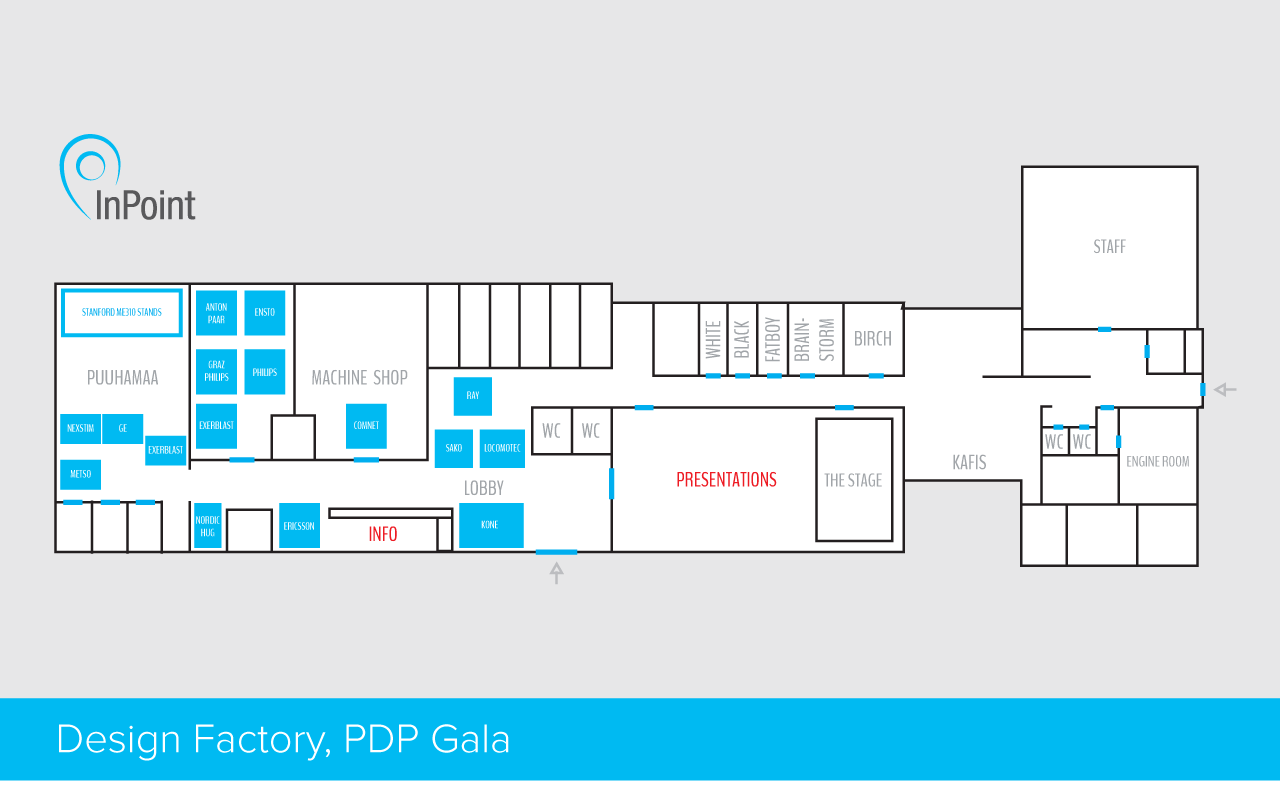 InPoint
STAFF
STANFORD ME310 STANDS
ANTON
PAAR
ENSTO
WHITE
BLACK
FATBOY
BRAIN-
STORM
BIRCH
PUUHAMAA
GRAZ
PHILIPS
PHILIPS
MACHINE SHOP
RAY
NEXSTIM
GE
EXERBLAST
EXERBLAST
COMNET
SAKO
LOCOMOTEC
WC
WC
WC
WC
METSO
LOBBY
PRESENTATIONS
THE STAGE
KAFIS
ENGINE ROOM
NORDIC
HUG
ERICSSON
INFO
KONE
Design Factory, PDP Gala